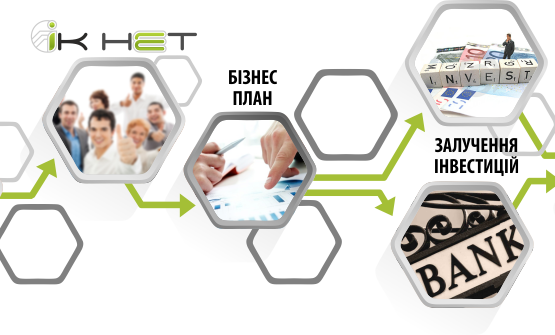 ік нет
БІЗНЕС
ПЛАН
INVEST
ЗАЛУЧЕННЯ
ІНВЕСТИЦІЙ
BANK